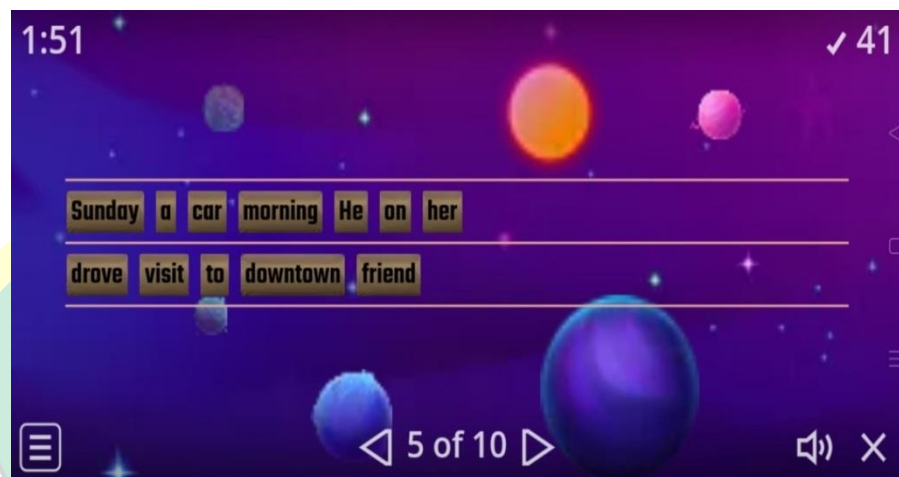 1:51 ✓ 41
Sunday a car morning He on her
drove visit to downtown friend
5 of 10